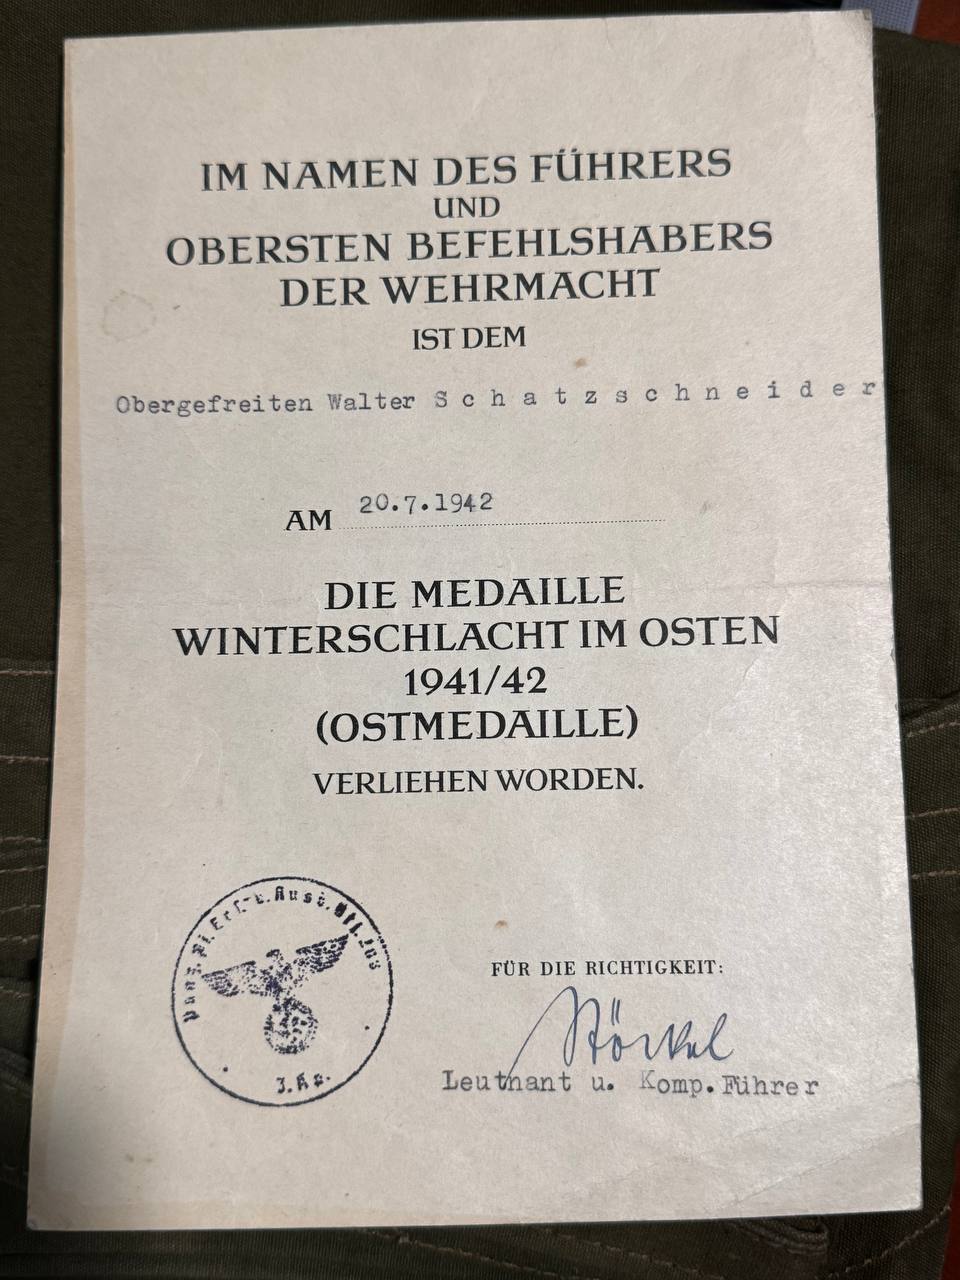 IM NAMEN DES FÜHRERS
UND
OBERSTEN BEFEHLSHABERS
DER WEHRMACHT
IST DEM
Obergefreiten Walter S c h a t z s c h n e i d e r
AM 20.7.1942
DIE MEDAILLE
WINTERSCHLACHT IM OSTEN
1941/42
(OSTMEDAILLE)
VERLIEHEN WORDEN.
FÜR DIE RICHTIGKEIT:
Leutnant u. Komp.Führer